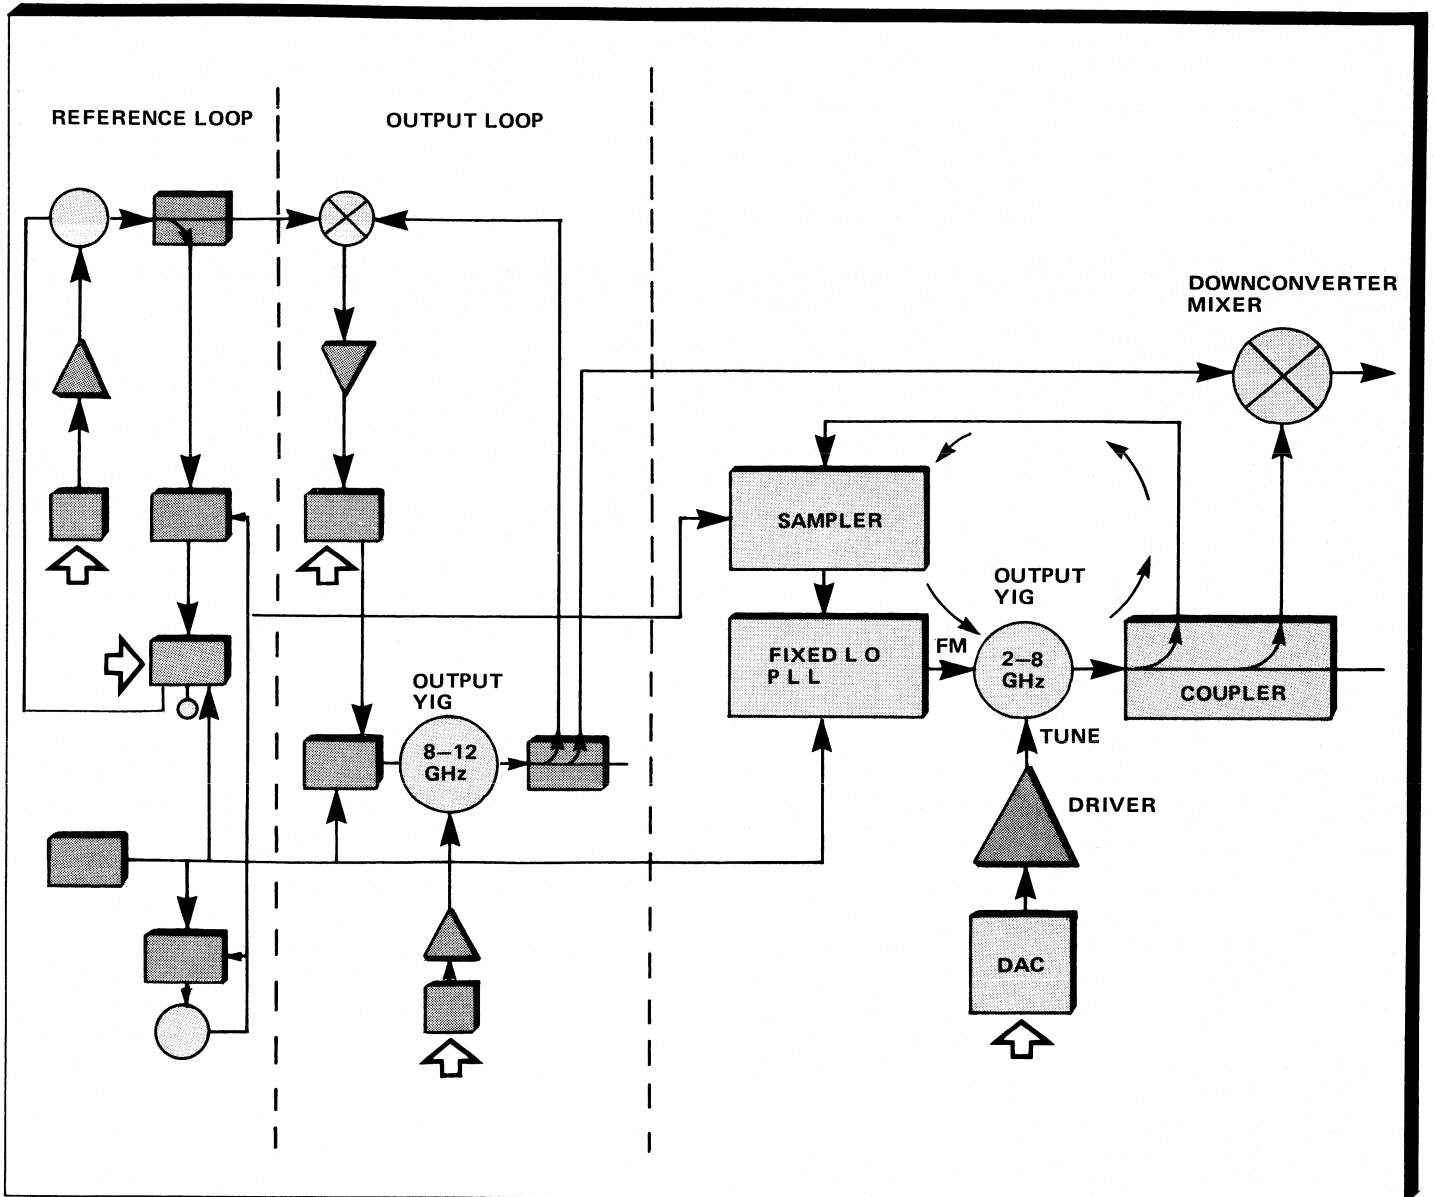 REFERENCE LOOP
OUTPUT LOOP
DOWNCONVERTER
MIXER
SAMPLER
OUTPUT
YIG
FIXED L O
P L L
FM
2–8
GHz
COUPLER
OUTPUT
YIG
8–12
GHz
TUNE
DRIVER
DAC